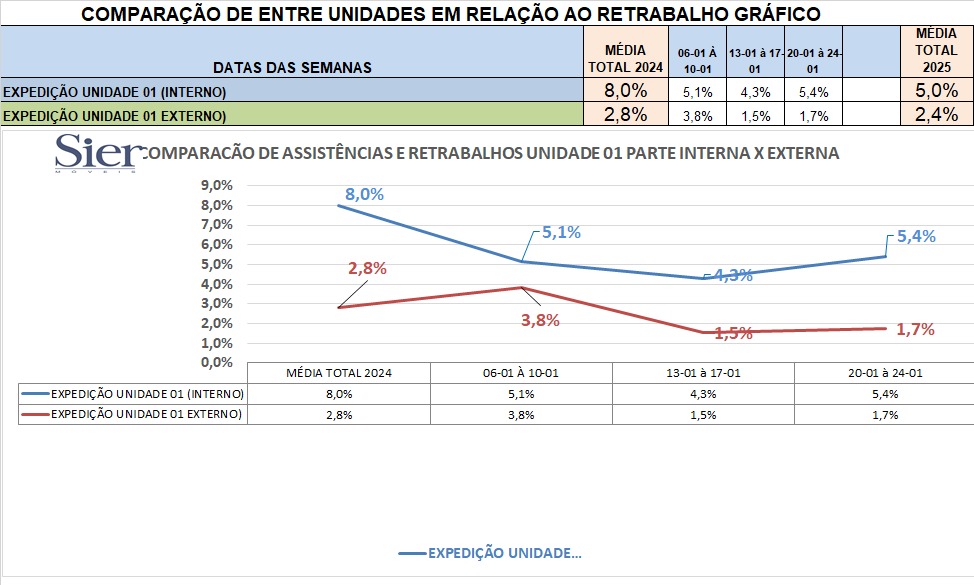 COMPARAÇÃO DE ENTRE UNIDADES EM RELAÇÃO AO RETRABALHO GRÁFICO
DATAS DAS SEMANAS MÉDIA TOTAL 2024 06-01 À 10-01 13-01 à 17-01 20-01 à 24-01 MÉDIA TOTAL 2025
EXPEDIÇÃO UNIDADE 01 (INTERNO) 8,0% 5,1% 4,3% 5,4% 5,0%
EXPEDIÇÃO UNIDADE 01 EXTERNO) 2,8% 3,8% 1,5% 1,7% 2,4%
Sier
MÓVEIS
COMPARACÃO DE ASSISTÊNCIAS E RETRABALHOS UNIDADE 01 PARTE INTERNA X EXTERNA
9,0%
8,0%
7,0%
6,0%
5,0%
4,0%
3,0%
2,0%
1,0%
0,0%
8,0%
5,1%
4,3%
5,4%
2,8%
3,8%
1,5%
1,7%
MÉDIA TOTAL 2024 06-01 À 10-01 13-01 à 17-01 20-01 à 24-01
EXPEDIÇÃO UNIDADE 01 (INTERNO) 8,0% 5,1% 4,3% 5,4%
EXPEDIÇÃO UNIDADE 01 EXTERNO) 2,8% 3,8% 1,5% 1,7%
EXPEDIÇÃO UNIDADE...